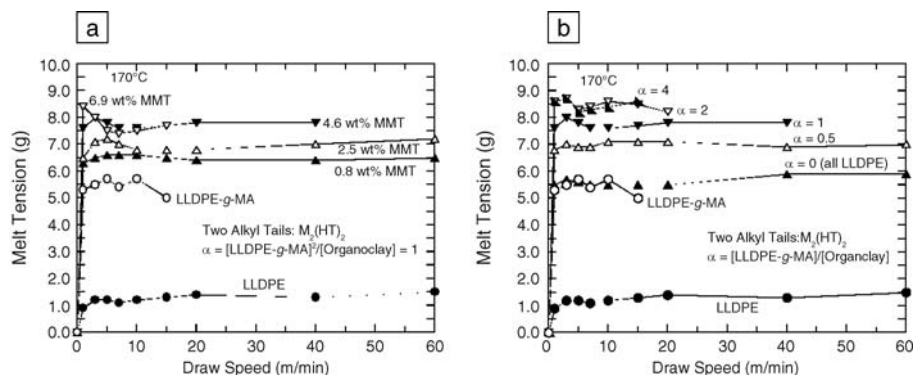 a
10.0
9.0
8.0
7.0
6.0
5.0
4.0
3.0
2.0
1.0
0.0
Melt Tension (g)
170°C
6.9 wt% MMT
4.6 wt% MMT
2.5 wt% MMT
0.8 wt% MMT
LLDPE-g-MA
Two Alkyl Tails: M2(HT)2
α = [LLDPE-g-MA]²/[Organoclay] = 1
LLDPE
0 10 20 30 40 50 60
Draw Speed (m/min)
b
10.0
9.0
8.0
7.0
6.0
5.0
4.0
3.0
2.0
1.0
0.0
Melt Tension (g)
170°C
α = 4
α = 2
α = 1
α = 0.5
α = 0 (all LLDPE)
LLDPE-g-MA
Two Alkyl Tails:M2(HT)2
α = [LLDPE-g-MA]/[Organclay]
LLDPE
0 10 20 30 40 50 60
Draw Speed (m/min)